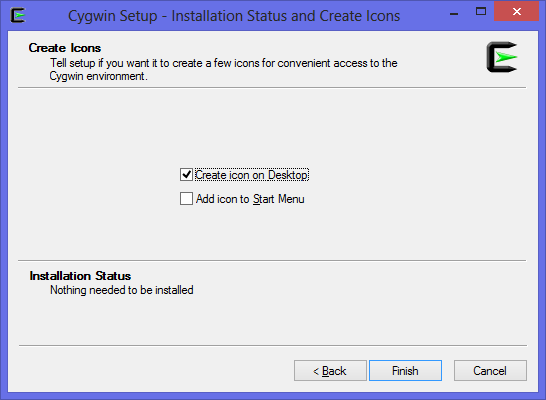 Cygwin Setup - Installation Status and Create Icons
Create Icons
Tell setup if you want it to create a few icons for convenient access to the
Cygwin environment.
Create icon on Desktop
Add icon to Start Menu
Installation Status
Nothing needed to be installed
< Back
Finish
Cancel